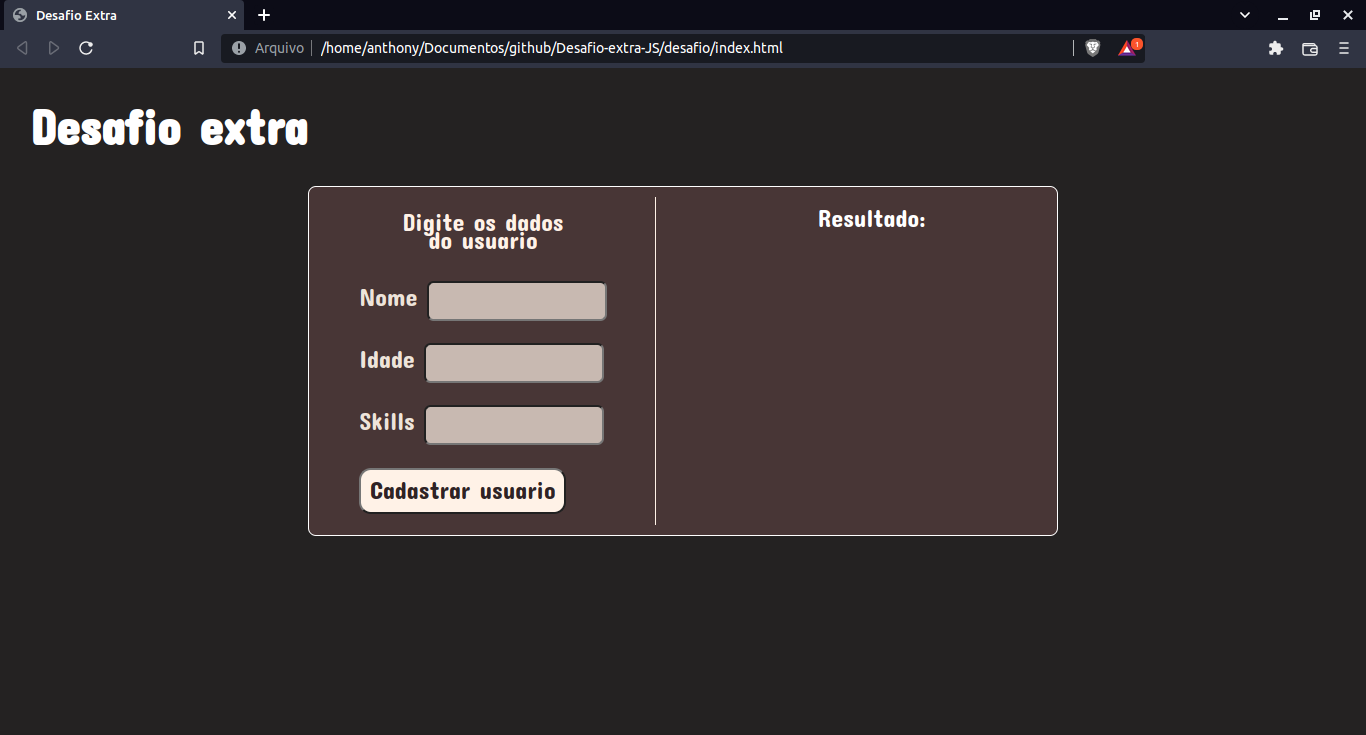 Desafio Extra
Arquivo
/home/anthony/Documentos/github/Desafio-extra-JS/desafio/index.html
1
Desafio extra
Digite os dados
do usuario
Nome
Idade
Skills
Cadastrar usuario
Resultado: